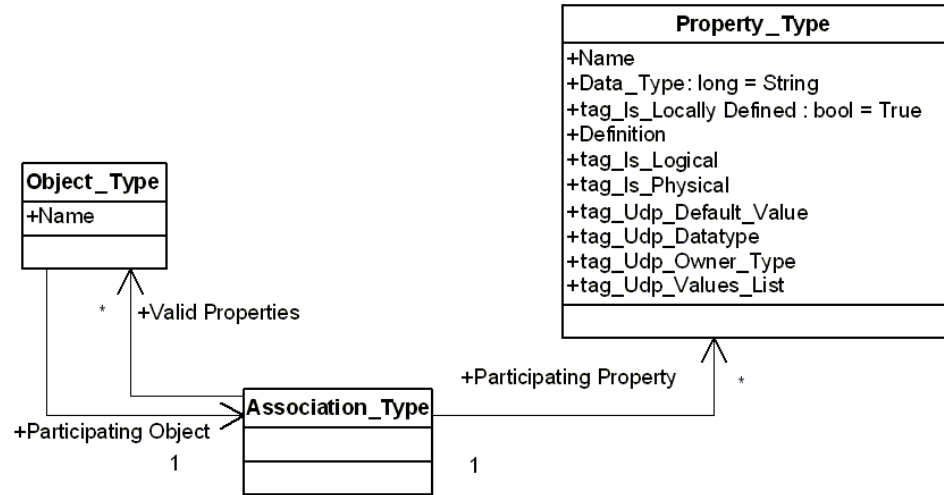 Property_Type
+Name
+Data_Type: long = String
+tag_Is_Locally Defined : bool = True
+Definition
+tag_Is_Logical
+tag_Is_Physical
+tag_Udp_Default_Value
+tag_Udp_Datatype
+tag_Udp_Owner_Type
+tag_Udp_Values_List
Object_Type
+Name
* +Valid Properties
+Participating Property *
Association_Type
+Participating Object
1 1